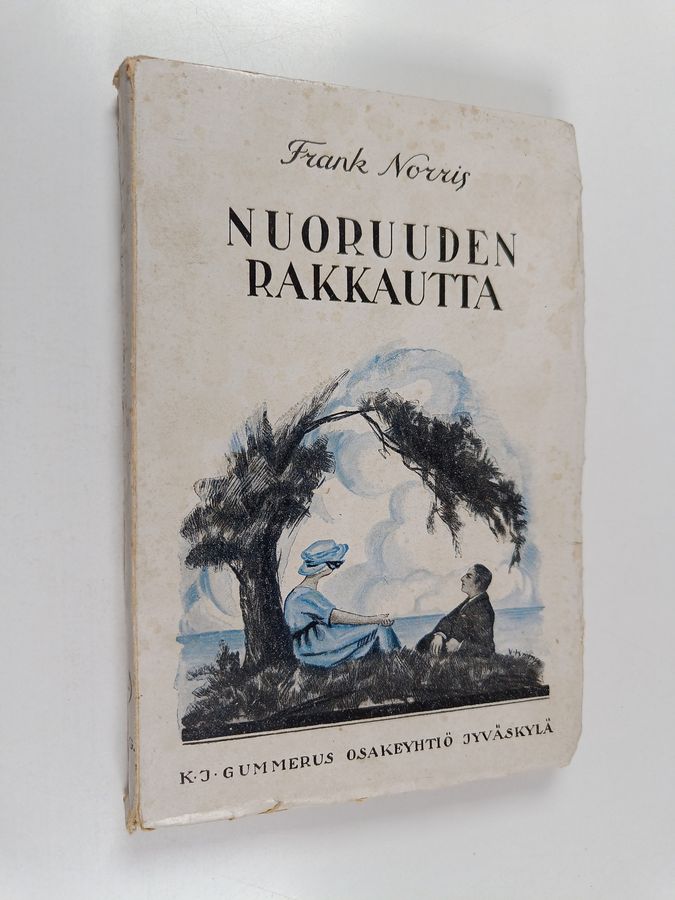 Frank Norris
NUORUUDEN
RAKKAUTTA
K·J·GUMMERUS OSAKEYHTIÖ JYVÄSKYLÄ